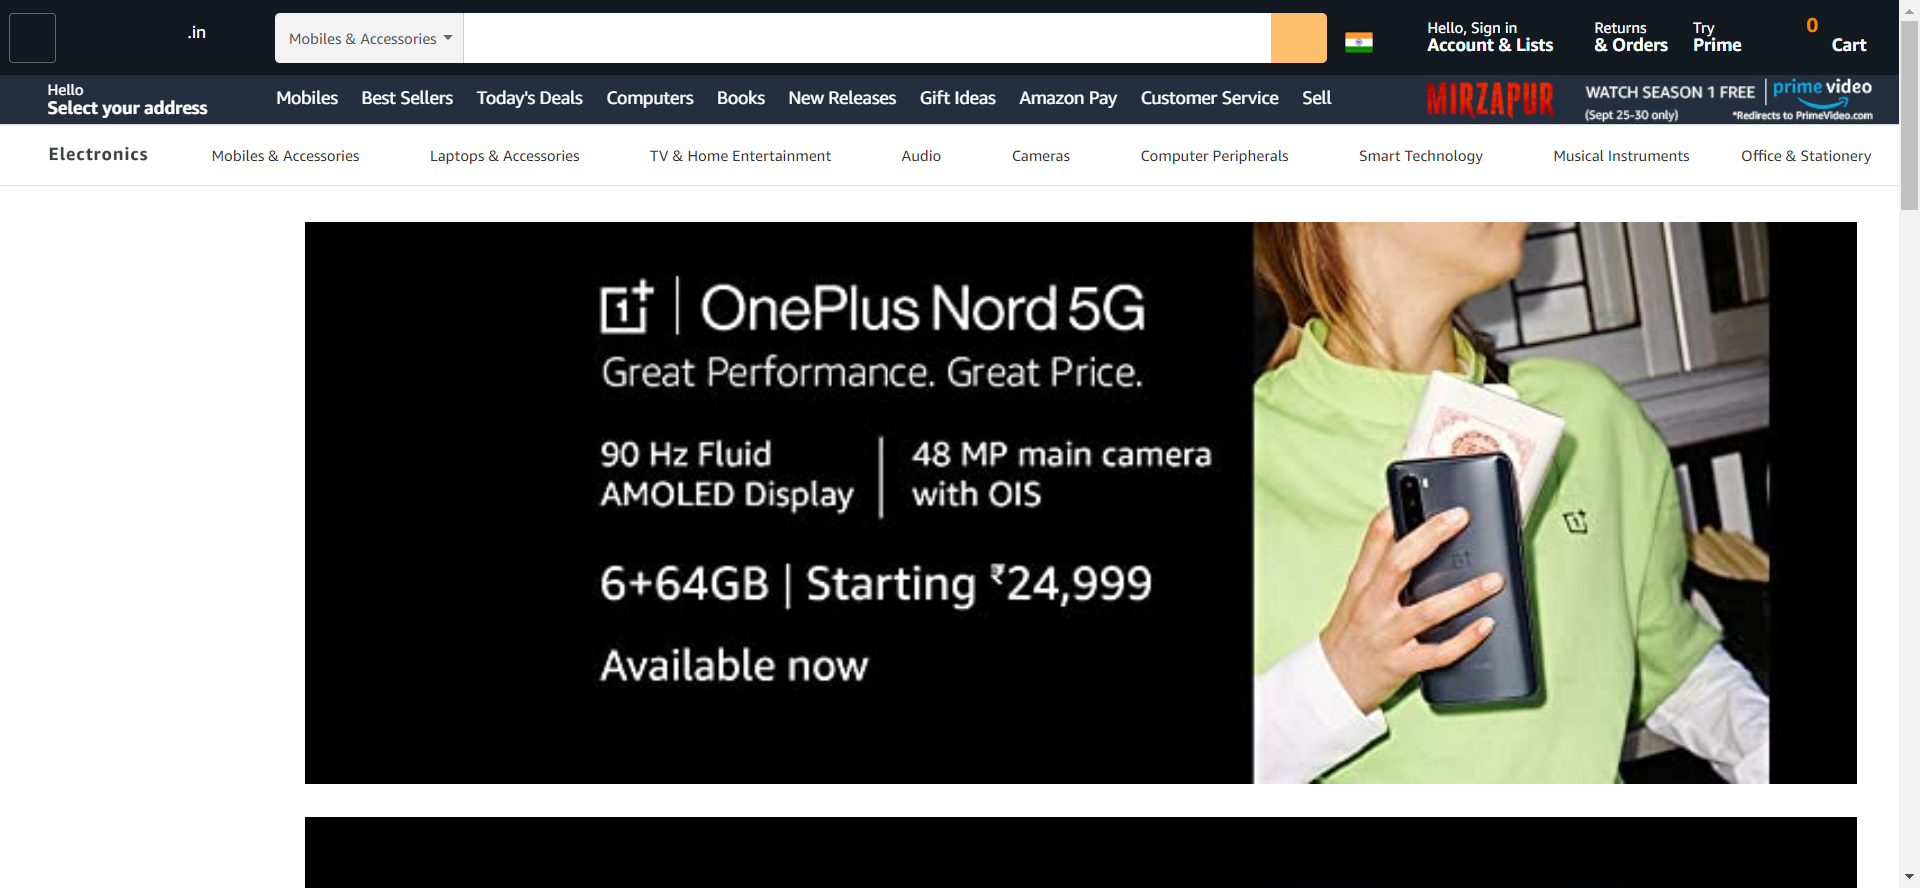 .in
Mobiles & Accessories
Hello, Sign in
Account & Lists
Returns
& Orders
Try
Prime
0
Cart
Hello
Select your address
Mobiles
Best Sellers
Today's Deals
Computers
Books
New Releases
Gift Ideas
Amazon Pay
Customer Service
Sell
MIRZAPUR
WATCH SEASON 1 FREE
(Sept 25-30 only)
prime video
*Redirects to PrimeVideo.com
Electronics
Mobiles & Accessories
Laptops & Accessories
TV & Home Entertainment
Audio
Cameras
Computer Peripherals
Smart Technology
Musical Instruments
Office & Stationery
1+ | OnePlus Nord 5G
Great Performance. Great Price.
90 Hz Fluid
AMOLED Display
48 MP main camera
with OIS
6+64GB | Starting ₹24,999
Available now